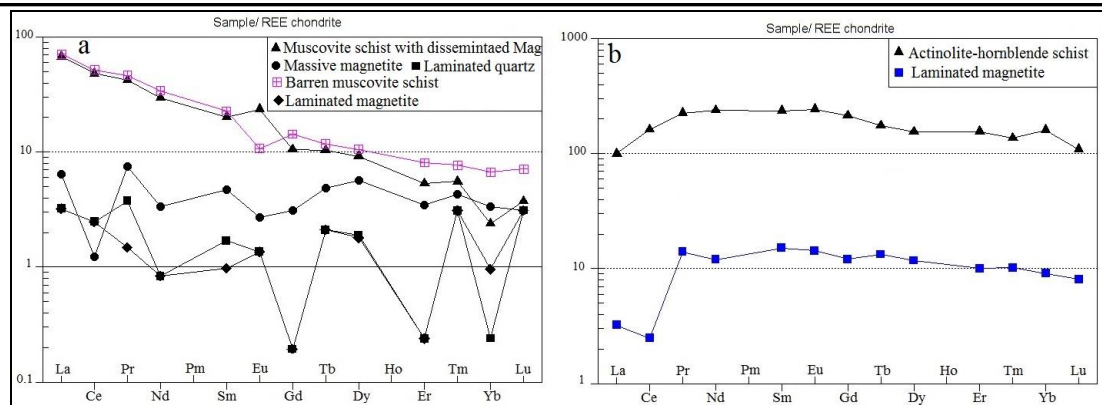 Sample/ REE chondrite
a
Muscovite schist with dissemintaed Mag
Massive magnetite
Laminated quartz
Barren muscovite schist
Laminated magnetite
100
10
1
0.1
La
Pr
Pm
Eu
Tb
Ho
Tm
Lu
Ce
Nd
Sm
Gd
Dy
Er
Yb
Sample/ REE chondrite
b
Actinolite-hornblende schist
Laminated magnetite
1000
100
10
1
La
Pr
Pm
Eu
Tb
Ho
Tm
Lu
Ce
Nd
Sm
Gd
Dy
Er
Yb